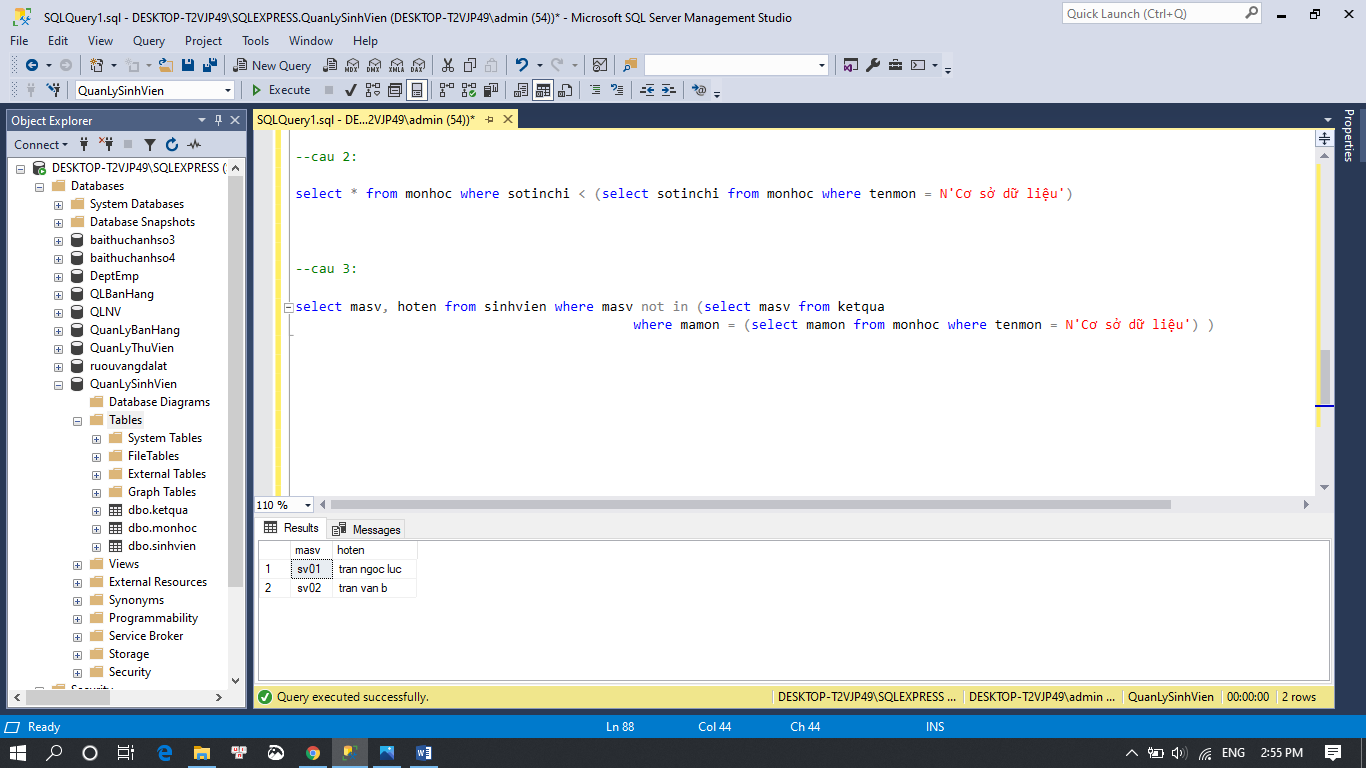 SQLQuery1.sql - DESKTOP-T2VJP49\SQLEXPRESS.QuanLySinhVien (DESKTOP-T2VJP49\admin (54))* - Microsoft SQL Server Management Studio
Quick Launch (Ctrl+Q)
File Edit View Query Project Tools Window Help
New Query MDX DMX XMLA DAX
QuanLySinhVien Execute
Object Explorer
Connect
DESKTOP-T2VJP49\SQLEXPRESS (
Databases
System Databases
Database Snapshots
baithuchanhso3
baithuchanhso4
DeptEmp
QLBanHang
QLNV
QuanLyBanHang
QuanLyThuVien
ruouvangdalat
QuanLySinhVien
Database Diagrams
Tables
System Tables
FileTables
External Tables
Graph Tables
dbo.ketqua
dbo.monhoc
dbo.sinhvien
Views
External Resources
Synonyms
Programmability
Service Broker
Storage
Security
Security
SQLQuery1.sql - DE...2VJP49\admin (54))*
--cau 2:
select * from monhoc where sotinchi < (select sotinchi from monhoc where tenmon = N'Cơ sở dữ liệu')
--cau 3:
select masv, hoten from sinhvien where masv not in (select masv from ketqua
where mamon = (select mamon from monhoc where tenmon = N'Cơ sở dữ liệu') )
110 %
Results Messages
masv hoten
1 sv01 tran ngoc luc
2 sv02 tran van b
Query executed successfully. DESKTOP-T2VJP49\SQLEXPRESS ... DESKTOP-T2VJP49\admin ... QuanLySinhVien 00:00:00 2 rows
Properties
Ready Ln 88 Col 44 Ch 44 INS
ENG 2:55 PM